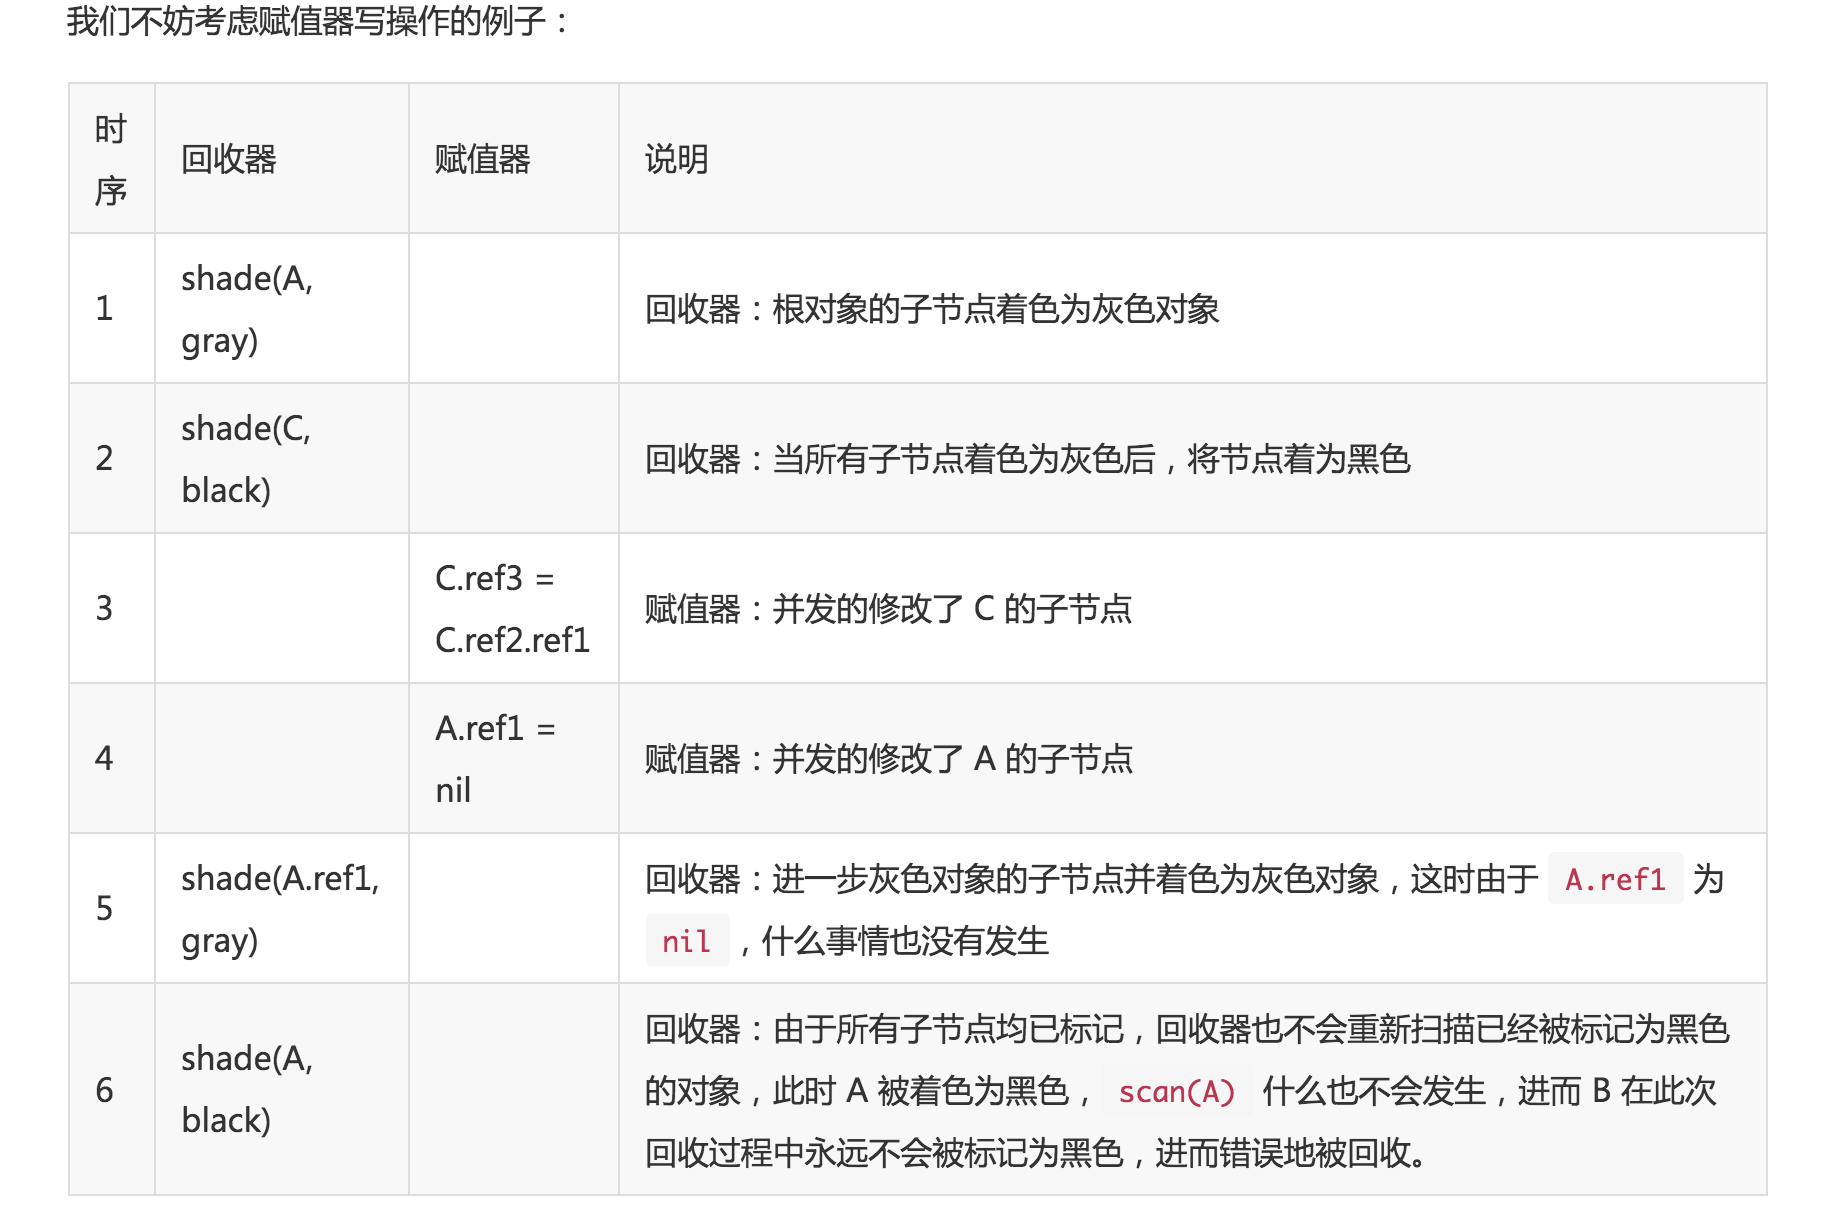 我们不妨考虑赋值器写操作的例子：
时
序
回收器
赋值器
说明
1
shade(A,
gray)
回收器：根对象的子节点着色为灰色对象
2
shade(C,
black)
回收器：当所有子节点着色为灰色后，将节点着为黑色
3
C.ref3 =
C.ref2.ref1
赋值器：并发的修改了 C 的子节点
4
A.ref1 =
nil
赋值器：并发的修改了 A 的子节点
5
shade(A.ref1,
gray)
回收器：进一步灰色对象的子节点并着色为灰色对象，这时由于 A.ref1 为
nil ，什么事情也没有发生
6
shade(A,
black)
回收器：由于所有子节点均已标记，回收器也不会重新扫描已经被标记为黑色
的对象，此时 A 被着色为黑色， scan(A) 什么也不会发生，进而 B 在此次
回收过程中永远不会被标记为黑色，进而错误地被回收。